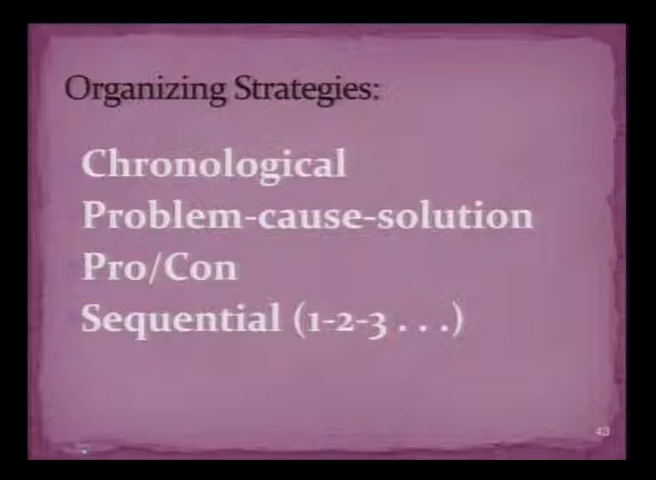 Organizing Strategies:
Chronological
Problem-cause-solution
Pro/Con
Sequential (1-2-3 . . .)
43